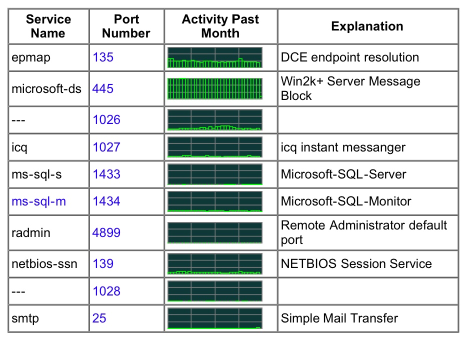 Service Name Port Number Activity Past Month Explanation
epmap 135 DCE endpoint resolution
microsoft-ds 445 Win2k+ Server Message Block
--- 1026
icq 1027 icq instant messanger
ms-sql-s 1433 Microsoft-SQL-Server
ms-sql-m 1434 Microsoft-SQL-Monitor
radmin 4899 Remote Administrator default port
netbios-ssn 139 NETBIOS Session Service
--- 1028
smtp 25 Simple Mail Transfer